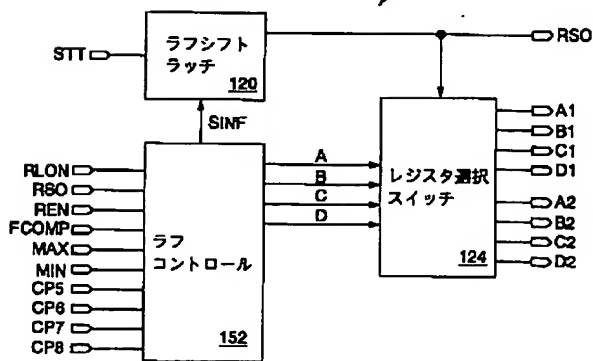 STT
ラフシフト
ラッチ
120
RSO
SINF
RLON
RSO
REN
FCOMP
MAX
MIN
CP5
CP6
CP7
CP8
ラフ
コントロール
152
A
B
C
D
レジスタ選択
スイッチ
124
A1
B1
C1
D1
A2
B2
C2
D2